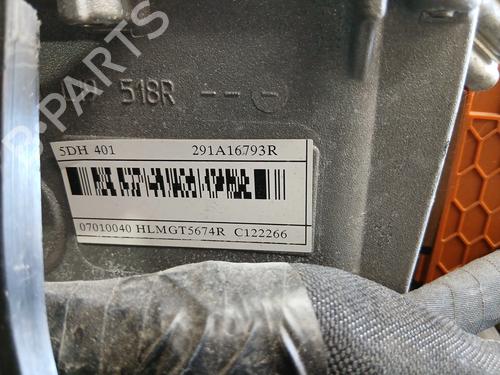 518R --
5DH 401 291A16793R
07010040 HLMGT5674R C122266
B-PARTS